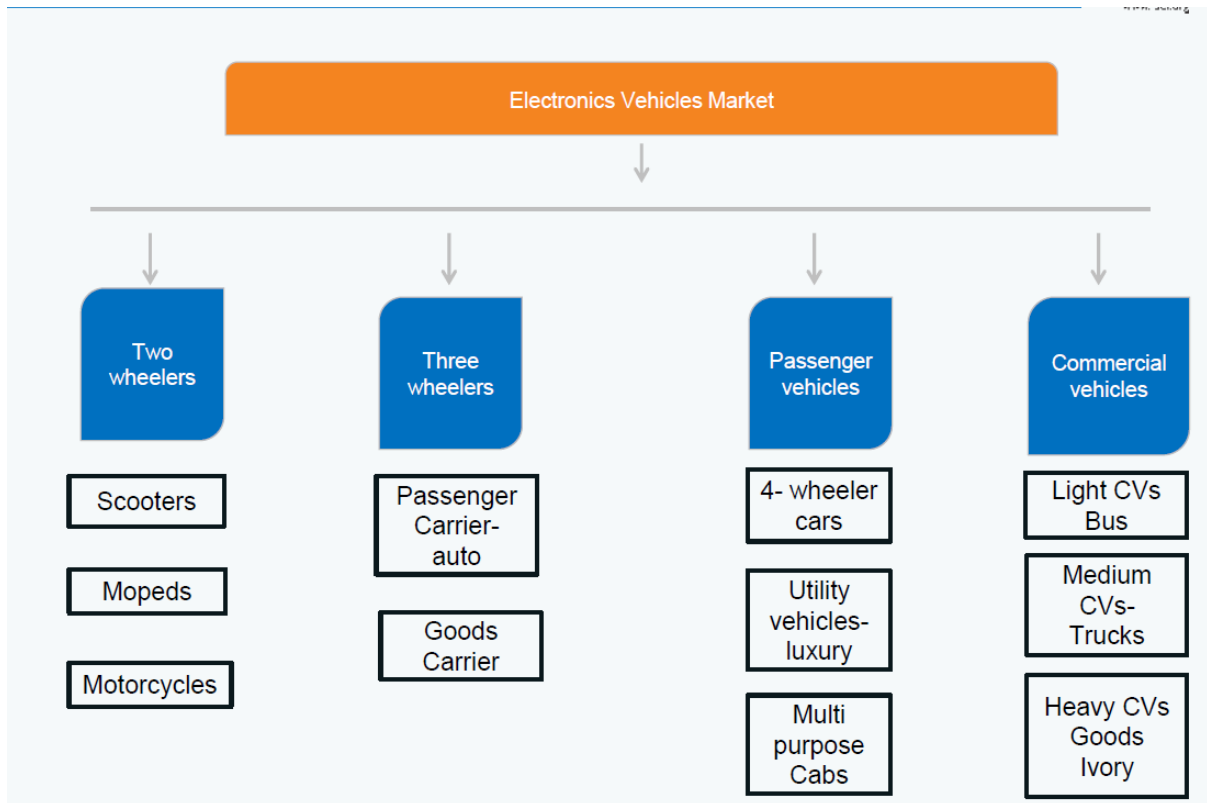 Electronics Vehicles Market
Two
wheelers
Three
wheelers
Passenger
vehicles
Commercial
vehicles
Scooters
Mopeds
Motorcycles
Passenger
Carrier-
auto
Goods
Carrier
4- wheeler
cars
Utility
vehicles-
luxury
Multi
purpose
Cabs
Light CVs
Bus
Medium
CVs-
Trucks
Heavy CVs
Goods
Ivory